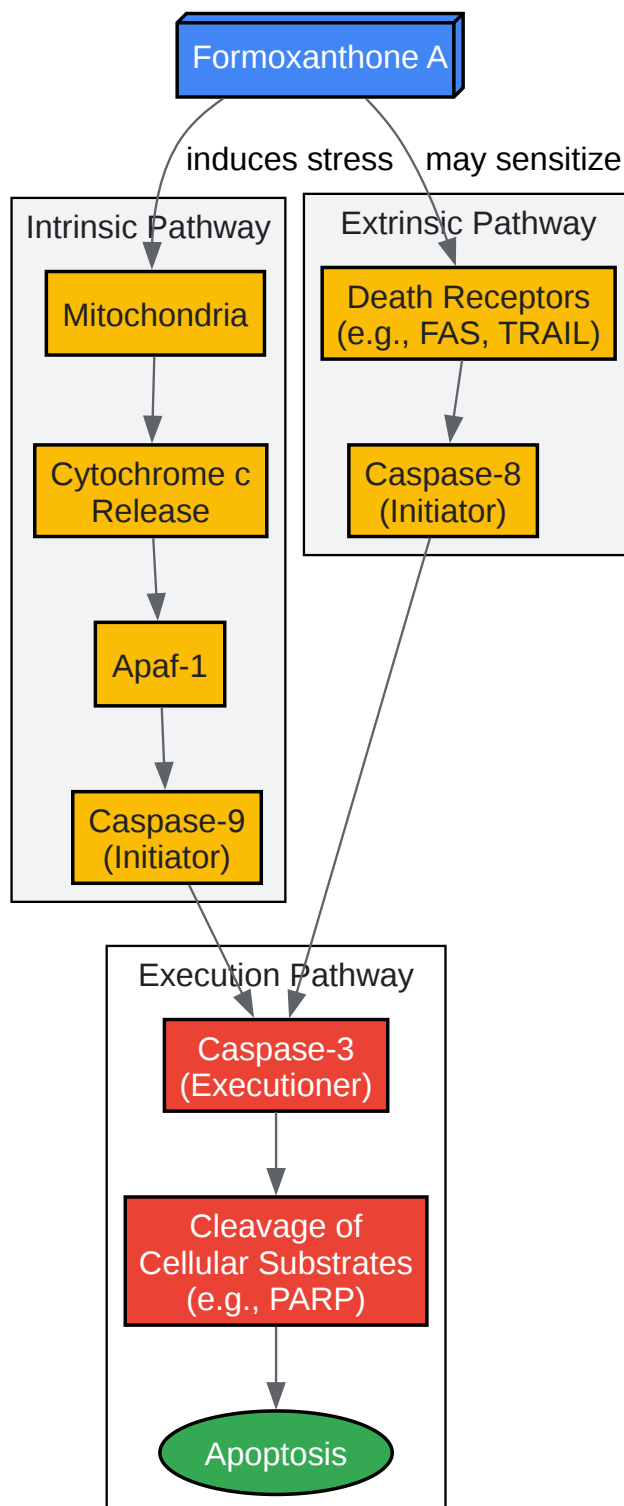 Formoxanthone A
induces stress
may sensitize
Intrinsic Pathway
Extrinsic Pathway
Mitochondria
Death Receptors
(e.g., FAS, TRAIL)
Cytochrome c
Release
Caspase-8
(Initiator)
Apaf-1
Caspase-9
(Initiator)
Execution Pathway
Caspase-3
(Executioner)
Cleavage of
Cellular Substrates
(e.g., PARP)
Apoptosis